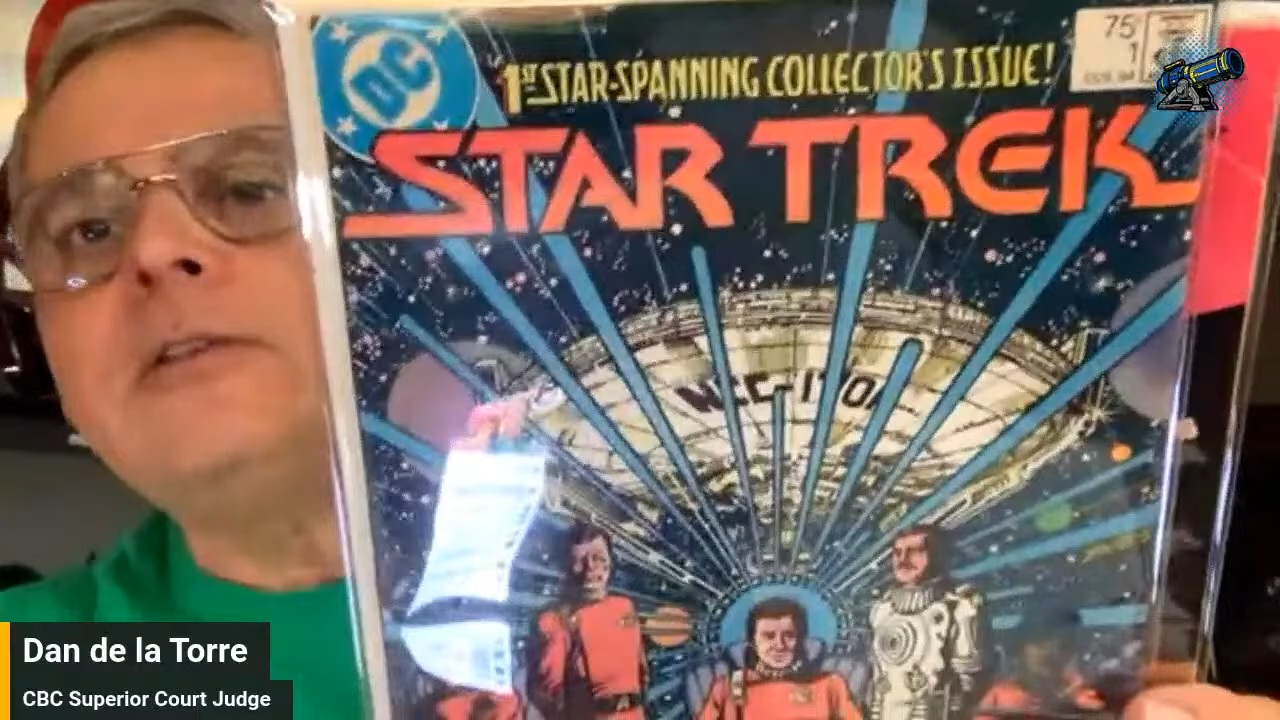 DC
75¢
1
1ST STAR-SPANNING COLLECTOR'S ISSUE!
STAR TREK
NCC-1701
Dan de la Torre
CBC Superior Court Judge